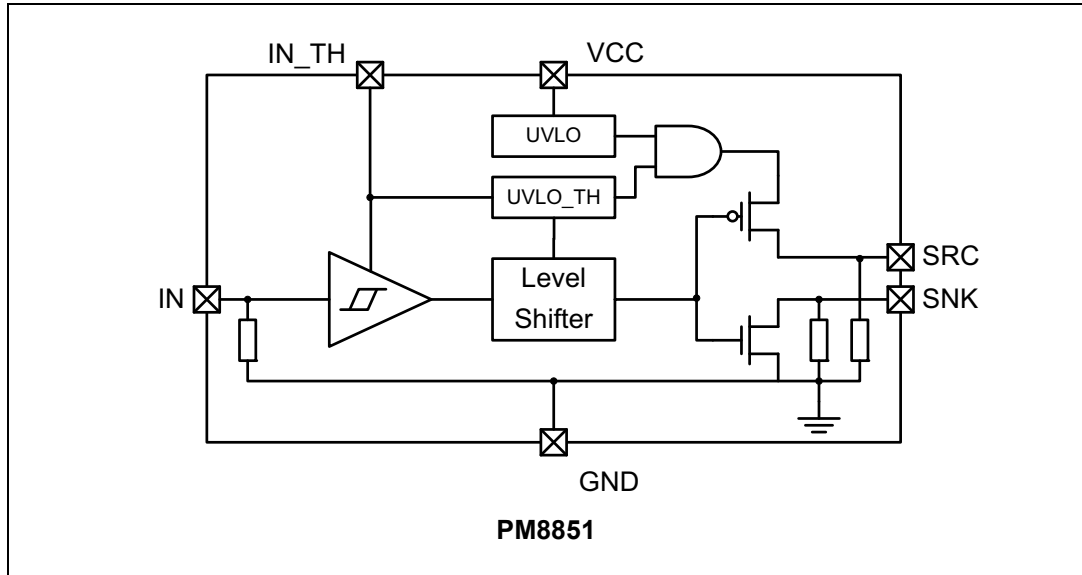 IN_TH
VCC
UVLO
UVLO_TH
SRC
IN
Level
Shifter
SNK
GND
PM8851